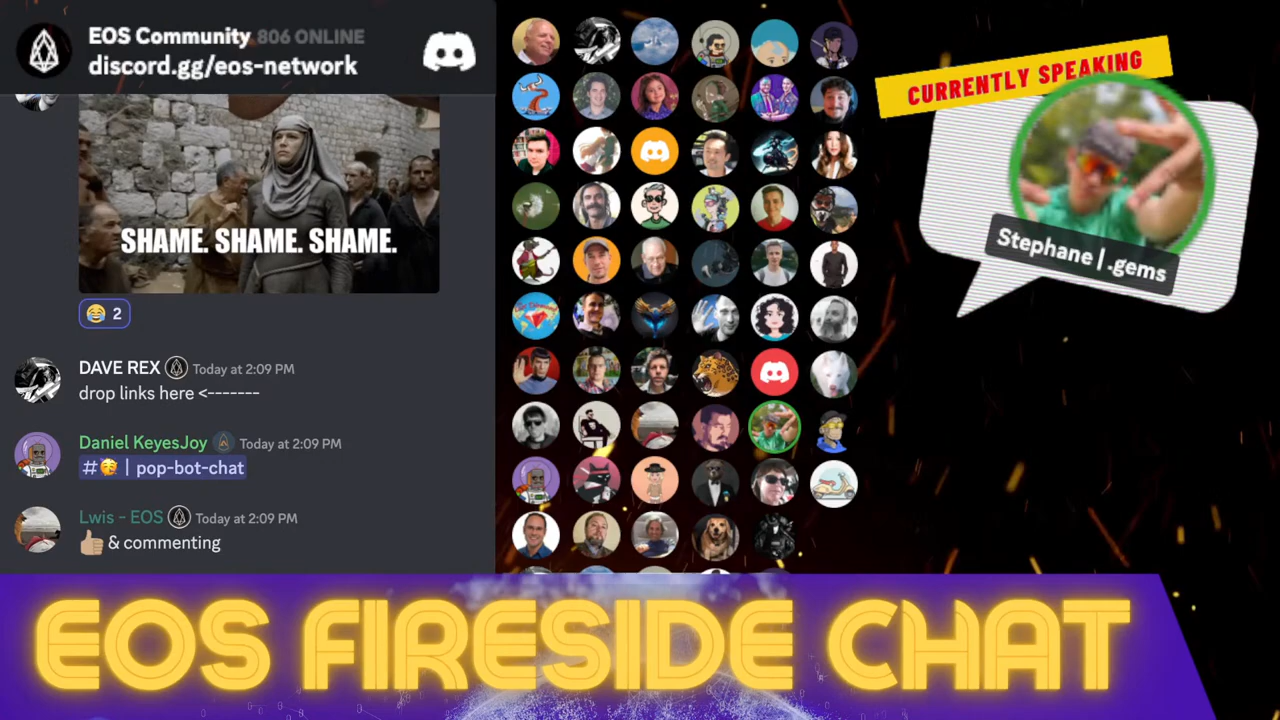 EOS Community 806 ONLINE
discord.gg/eos-network
SHAME. SHAME. SHAME.
😂 2
DAVE REX Today at 2:09 PM
drop links here <-------
Daniel KeyesJoy Today at 2:09 PM
#🥳 | pop-bot-chat
Lwis - EOS Today at 2:09 PM
👍🏼 & commenting
CURRENTLY SPEAKING
Stephane | .gems
EOS FIRESIDE CHAT